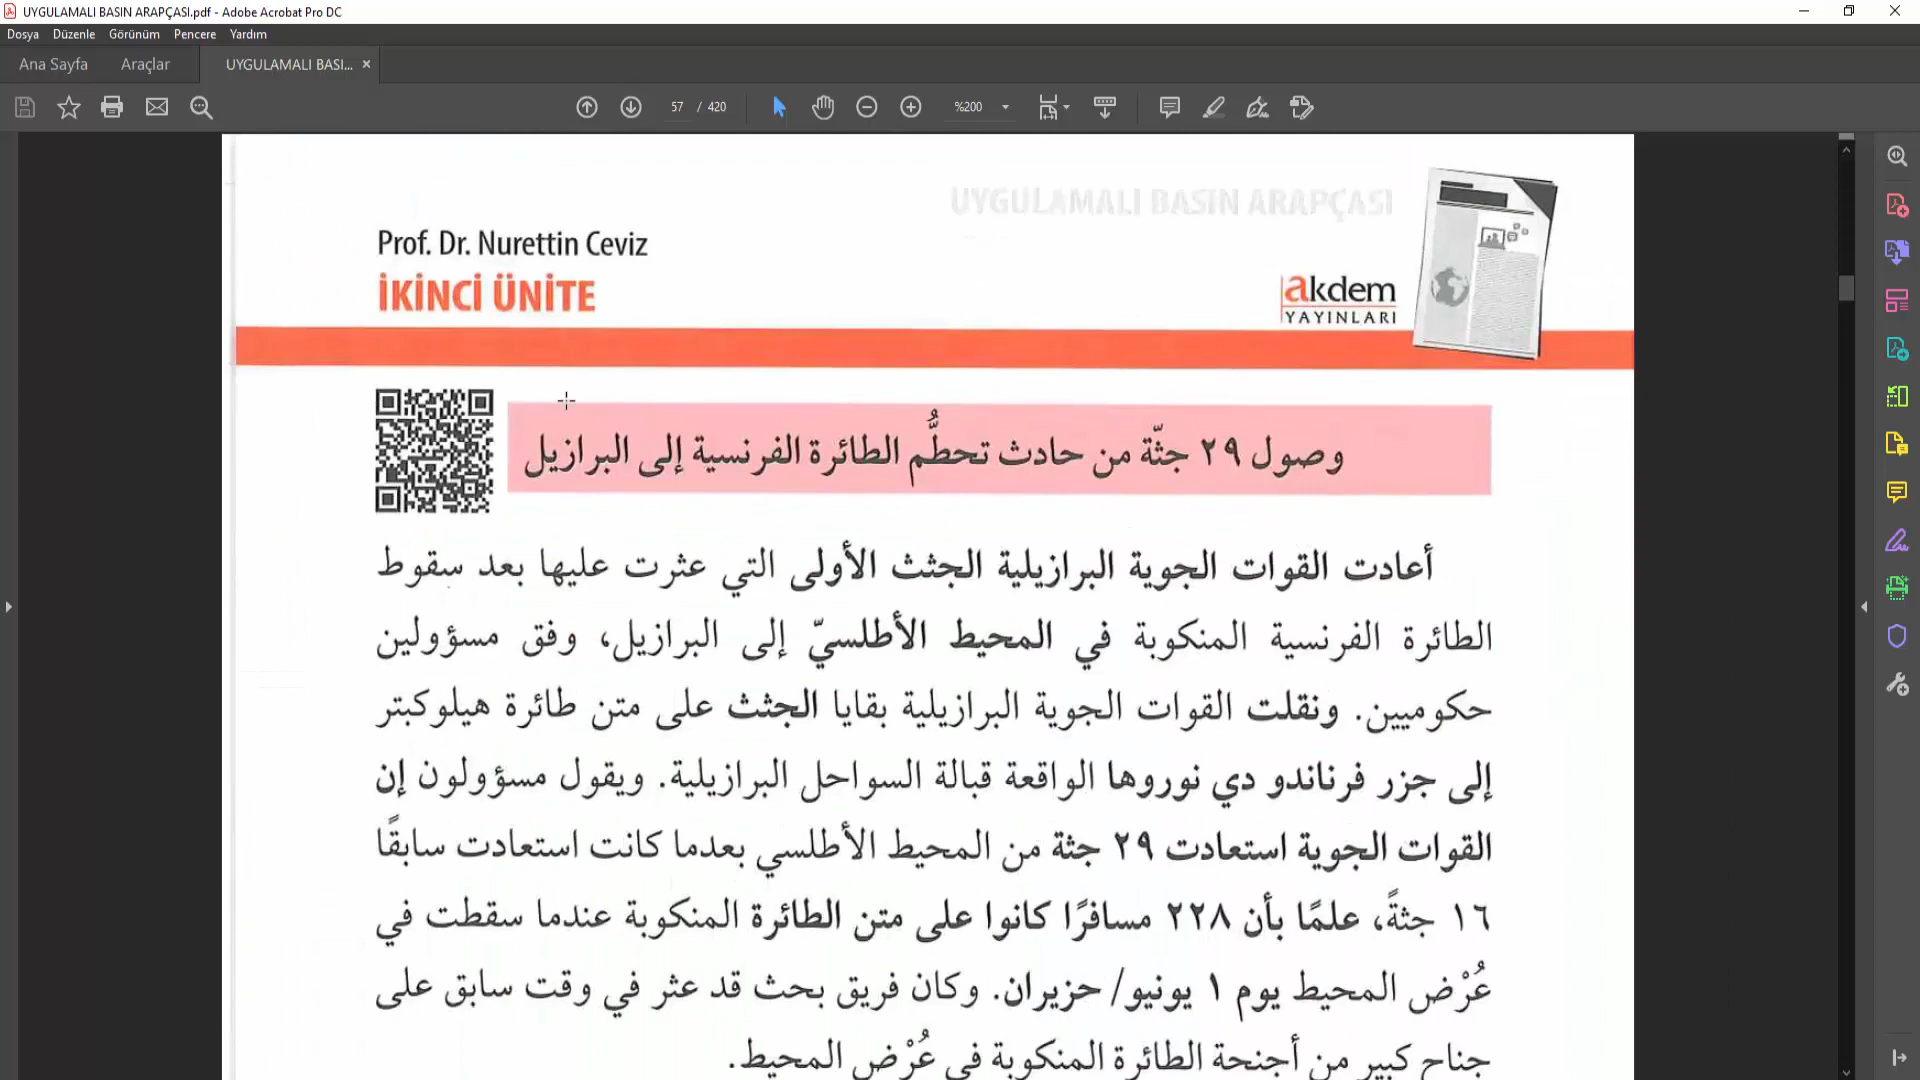 UYGULAMALI BASIN ARAPÇASI.pdf - Adobe Acrobat Pro DC
Dosya Düzenle Görünüm Pencere Yardım
Ana Sayfa Araçlar UYGULAMALI BASI... ×
57 / 420 %200
UYGULAMALI BASIN ARAPÇASI
Prof. Dr. Nurettin Ceviz
İKİNCİ ÜNİTE
akdem
YAYINLARI
وصول ٢٩ جثّة من حادث تحطُّم الطائرة الفرنسية إلى البرازيل
أعادت القوات الجوية البرازيلية الجثث الأولى التي عثرت عليها بعد سقوط
الطائرة الفرنسية المنكوبة في المحيط الأطلسيّ إلى البرازيل، وفق مسؤولين
حكوميين. ونقلت القوات الجوية البرازيلية بقايا الجثث على متن طائرة هيلوكبتر
إلى جزر فرناندو دي نوروها الواقعة قبالة السواحل البرازيلية. ويقول مسؤولون إن
القوات الجوية استعادت ٢٩ جثة من المحيط الأطلسي بعدما كانت استعادت سابقًا
١٦ جثةً، علمًا بأن ٢٢٨ مسافرًا كانوا على متن الطائرة المنكوبة عندما سقطت في
عُرْض المحيط يوم ١ يونيو/ حزيران. وكان فريق بحث قد عثر في وقت سابق على
جناح كبير من أجنحة الطائرة المنكوبة في عُرْض المحيط.